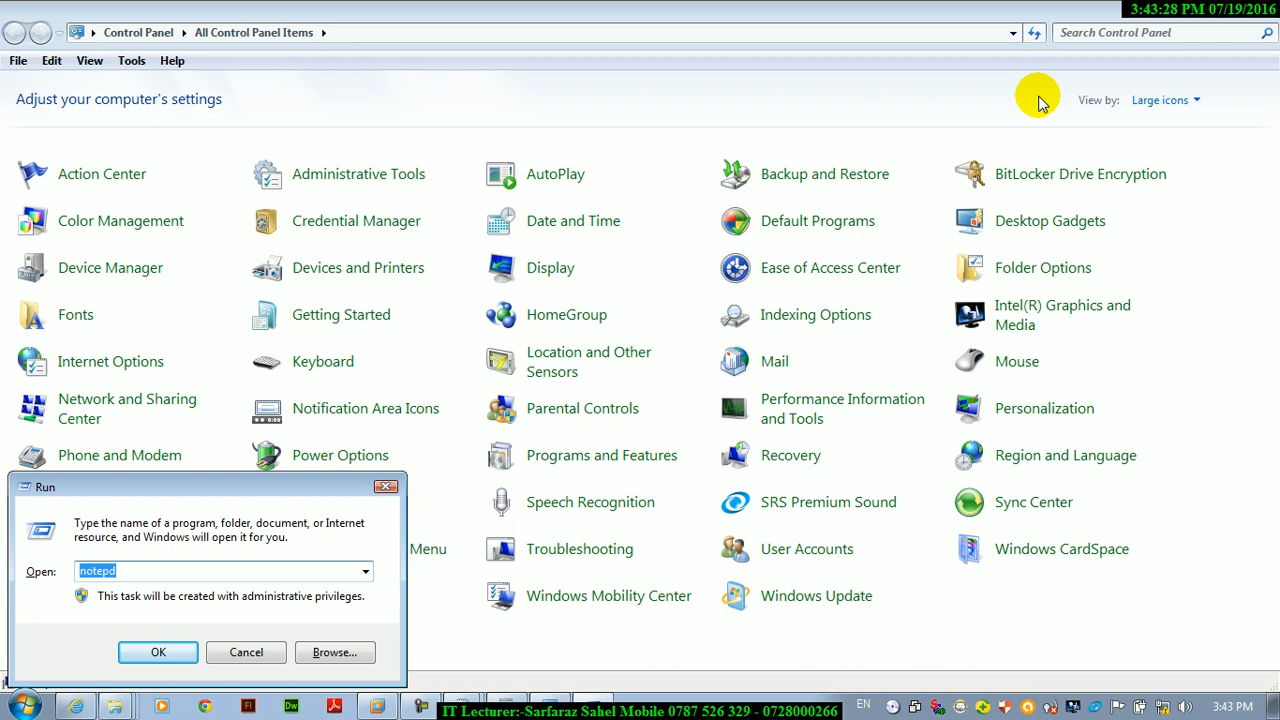 3:43:28 PM 07/19/2016
Control Panel All Control Panel Items Search Control Panel
File Edit View Tools Help
Adjust your computer's settings
View by: Large icons
Action Center
Administrative Tools
AutoPlay
Backup and Restore
BitLocker Drive Encryption
Color Management
Credential Manager
Date and Time
Default Programs
Desktop Gadgets
Device Manager
Devices and Printers
Display
Ease of Access Center
Folder Options
Fonts
Getting Started
HomeGroup
Indexing Options
Intel(R) Graphics and
Media
Internet Options
Keyboard
Location and Other
Sensors
Mail
Mouse
Network and Sharing
Center
Notification Area Icons
Parental Controls
Performance Information
and Tools
Personalization
Phone and Modem
Power Options
Programs and Features
Recovery
Region and Language
Speech Recognition
SRS Premium Sound
Sync Center
Menu
Troubleshooting
User Accounts
Windows CardSpace
Windows Mobility Center
Windows Update
Run
Type the name of a program, folder, document, or Internet
resource, and Windows will open it for you.
Open: notepd
This task will be created with administrative privileges.
OK Cancel Browse...
IT Lecturer:-Sarfaraz Sahel Mobile 0787 526 329 - 0728000266
EN
3:43 PM